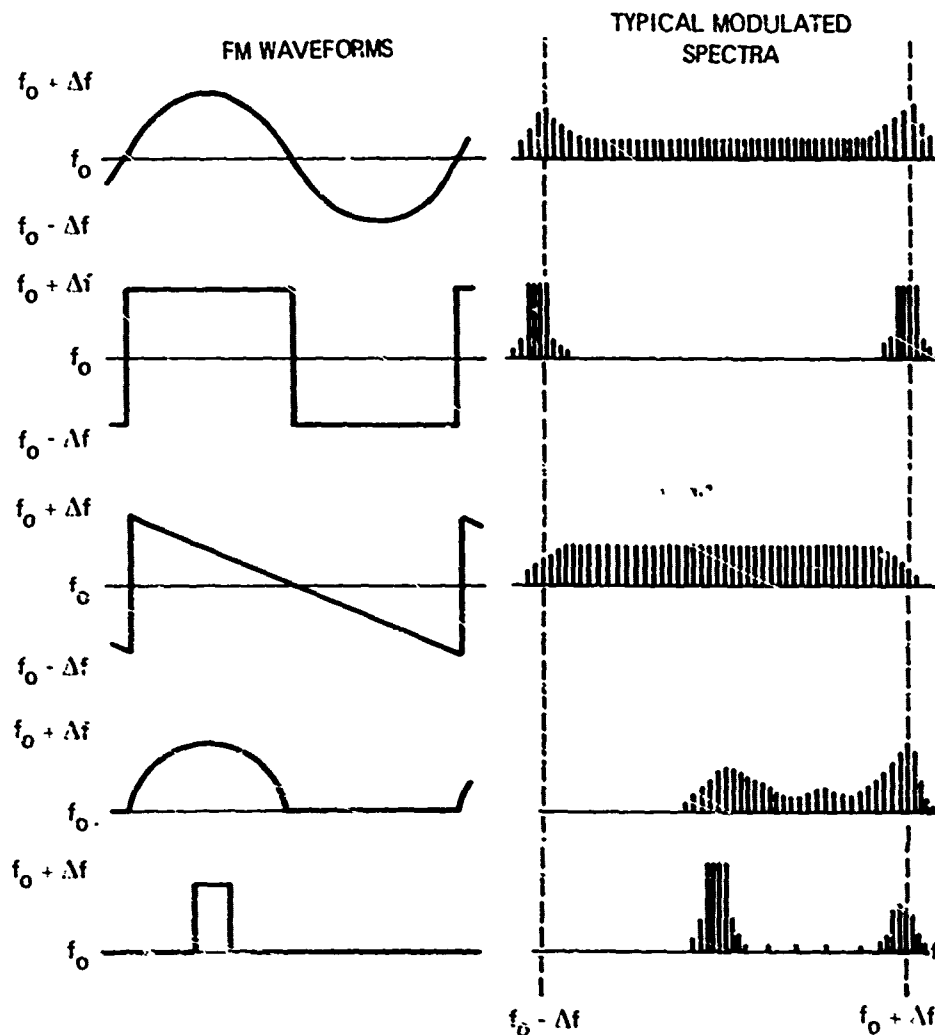 FM WAVEFORMS
TYPICAL MODULATED
SPECTRA
f₀ + Δf
f₀
f₀ - Δf
f₀ + Δf
f₀
f₀ - Δf
f₀ + Δf
f₀
f₀ - Δf
f₀ + Δf
f₀
f₀ + Δf
f₀
f₀ - Δf
f₀ + Δf